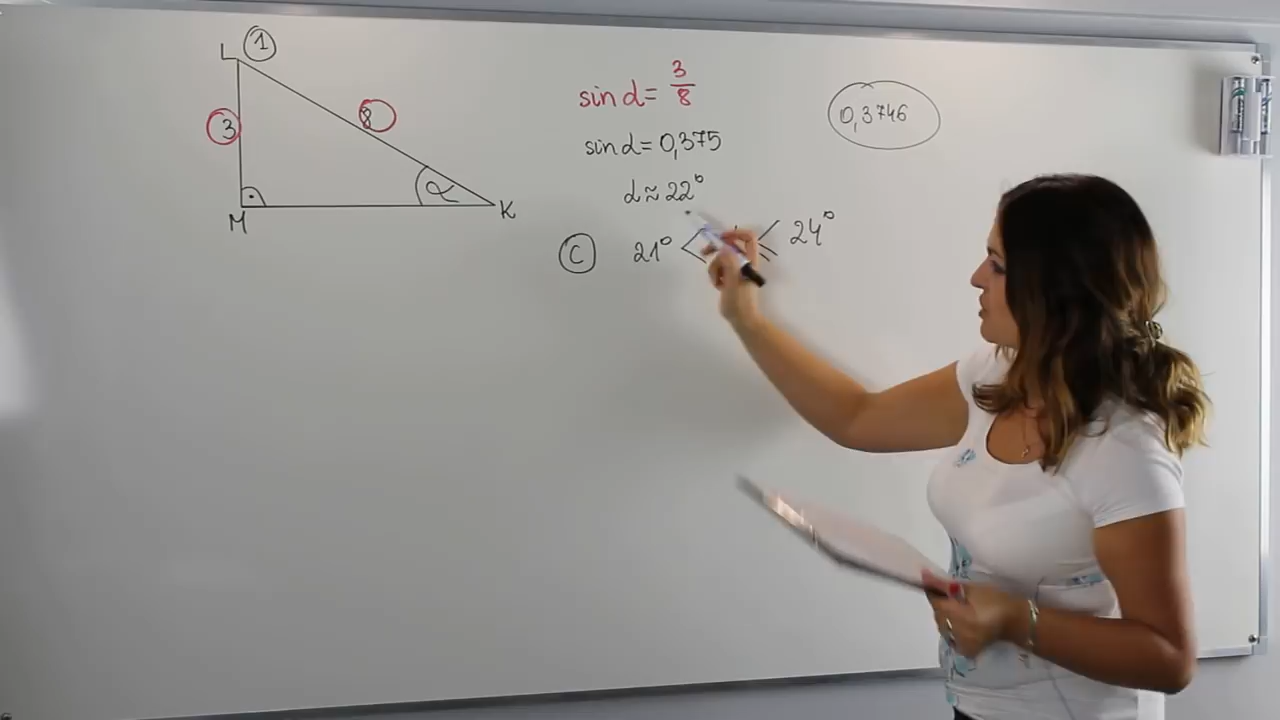 L
1
3
8
M
α
K
sin α = 3/8
sin α = 0,375
α ≈ 22°
C 21° < ≤ 24°
0,3746